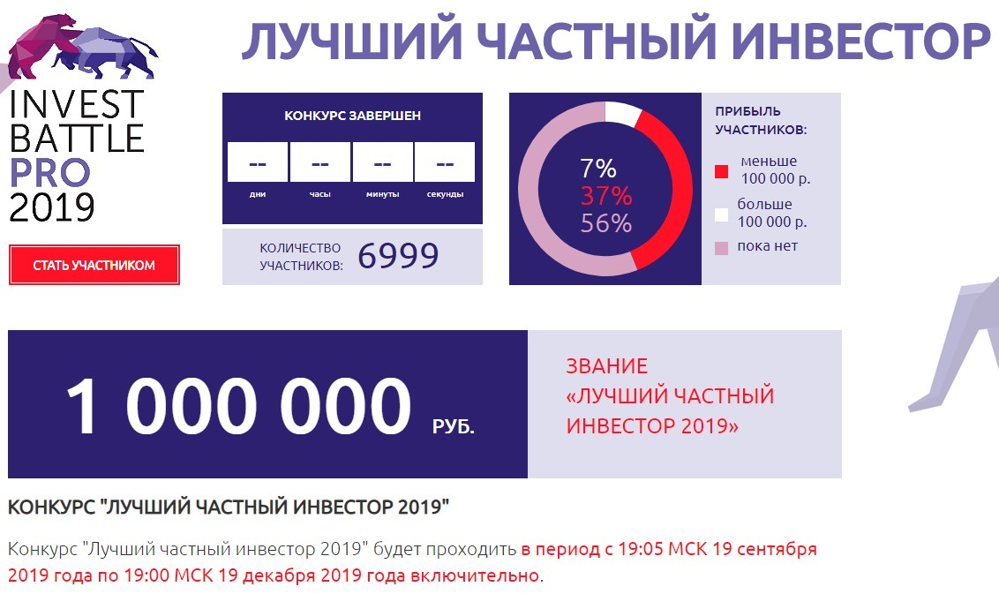 ЛУЧШИЙ ЧАСТНЫЙ ИНВЕСТОР
INVEST
BATTLE
PRO
2019
СТАТЬ УЧАСТНИКОМ
КОНКУРС ЗАВЕРШЕН
-- -- -- --
дни часы минуты секунды
КОЛИЧЕСТВО
УЧАСТНИКОВ: 6999
7%
37%
56%
ПРИБЫЛЬ
УЧАСТНИКОВ:
меньше
100 000 р.
больше
100 000 р.
пока нет
1 000 000 РУБ.
ЗВАНИЕ
«ЛУЧШИЙ ЧАСТНЫЙ
ИНВЕСТОР 2019»
КОНКУРС "ЛУЧШИЙ ЧАСТНЫЙ ИНВЕСТОР 2019"
Конкурс "Лучший частный инвестор 2019" будет проходить в период с 19:05 МСК 19 сентября
2019 года по 19:00 МСК 19 декабря 2019 года включительно.